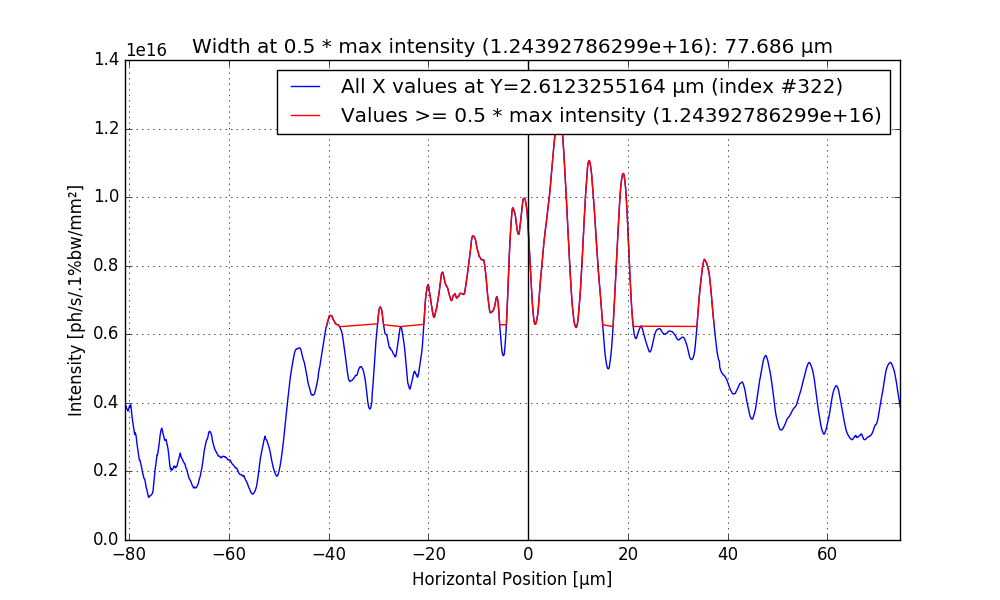 1e16
Width at 0.5 * max intensity (1.24392786299e+16): 77.686 µm
All X values at Y=2.6123255164 µm (index #322)
Values >= 0.5 * max intensity (1.24392786299e+16)
1.4
1.2
1.0
0.8
0.6
0.4
0.2
0.0
Intensity [ph/s/.1%bw/mm²]
−80 −60 −40 −20 0 20 40 60
Horizontal Position [µm]